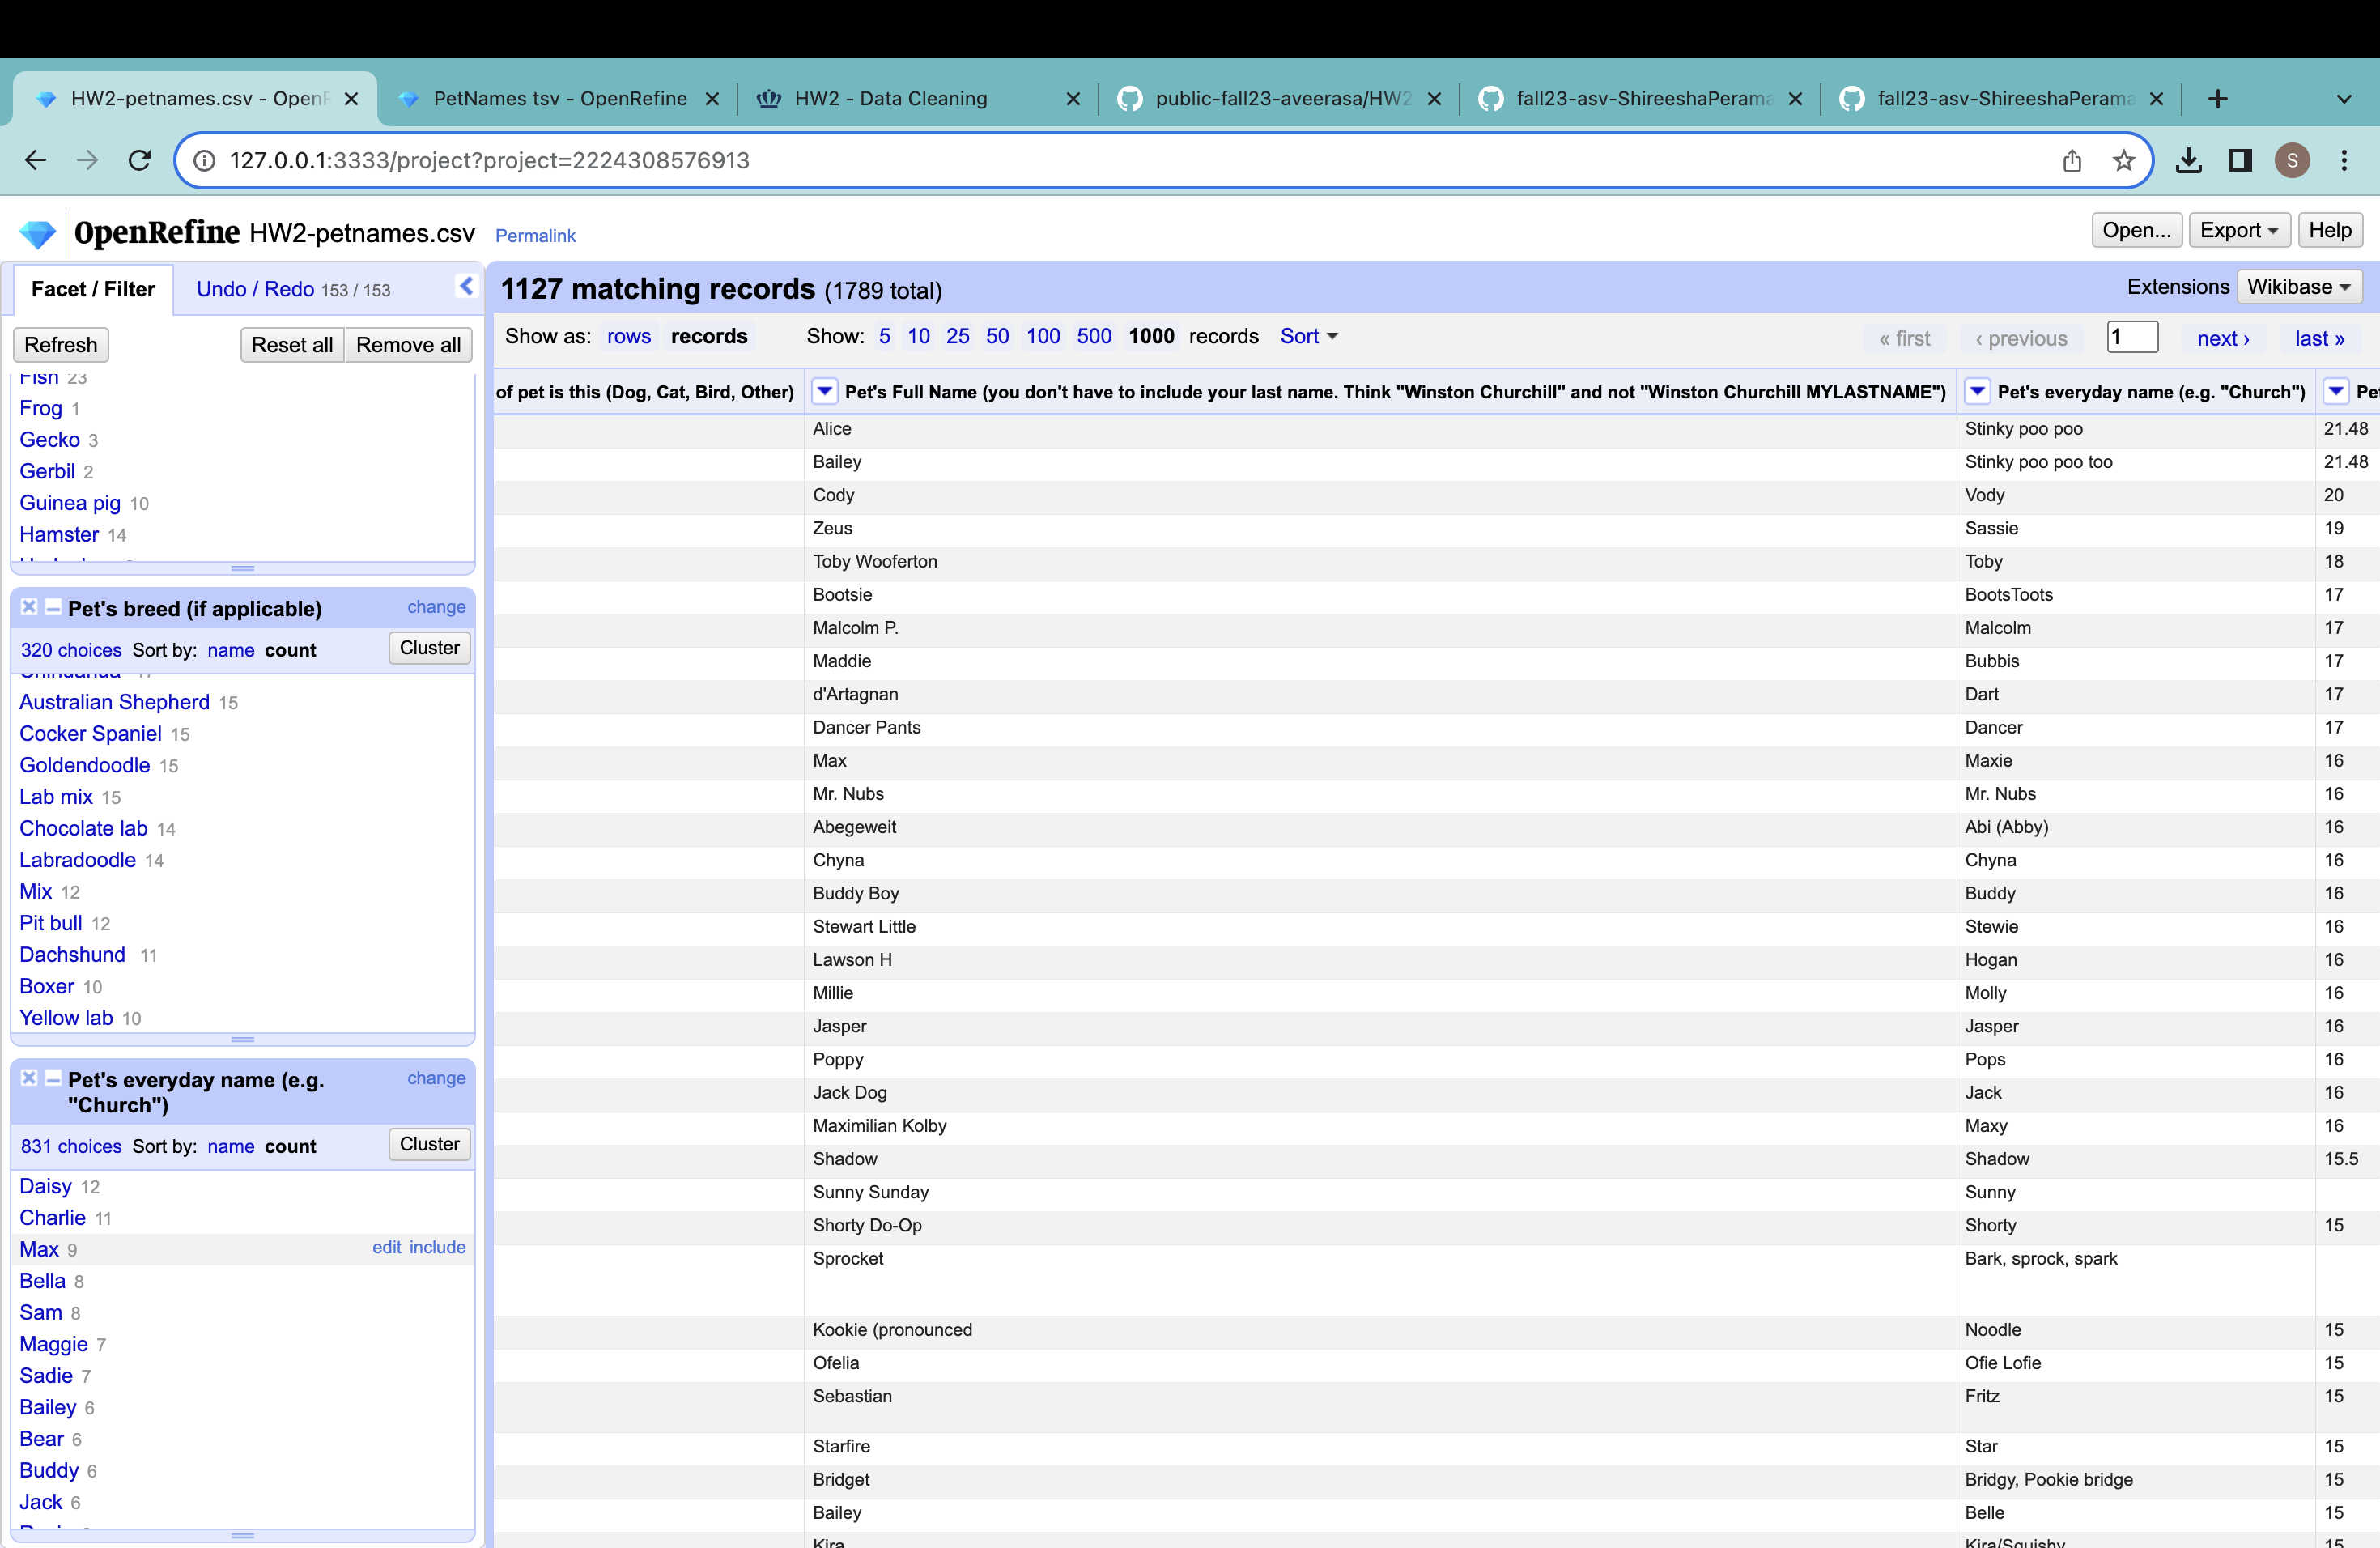 HW2-petnames.csv - OpenR
PetNames tsv - OpenRefine
HW2 - Data Cleaning
public-fall23-aveerasa/HW2
fall23-asv-ShireeshaPerama
fall23-asv-ShireeshaPerama
127.0.0.1:3333/project?project=2224308576913
S
OpenRefine HW2-petnames.csv Permalink
Open... Export Help
Facet / Filter
Undo / Redo 153 / 153
Refresh
Reset all
Remove all
Fish 23
Frog 1
Gecko 3
Gerbil 2
Guinea pig 10
Hamster 14
Pet's breed (if applicable)
change
320 choices Sort by: name count
Cluster
Australian Shepherd 15
Cocker Spaniel 15
Goldendoodle 15
Lab mix 15
Chocolate lab 14
Labradoodle 14
Mix 12
Pit bull 12
Dachshund 11
Boxer 10
Yellow lab 10
Pet's everyday name (e.g.
"Church")
change
831 choices Sort by: name count
Cluster
Daisy 12
Charlie 11
Max 9
edit include
Bella 8
Sam 8
Maggie 7
Sadie 7
Bailey 6
Bear 6
Buddy 6
Jack 6
1127 matching records (1789 total)
Extensions Wikibase
Show as: rows records Show: 5 10 25 50 100 500 1000 records Sort
« first ‹ previous 1 next › last »
of pet is this (Dog, Cat, Bird, Other) Pet's Full Name (you don't have to include your last name. Think "Winston Churchill" and not "Winston Churchill MYLASTNAME") Pet's everyday name (e.g. "Church") Pe
Alice Stinky poo poo 21.48
Bailey Stinky poo poo too 21.48
Cody Vody 20
Zeus Sassie 19
Toby Wooferton Toby 18
Bootsie BootsToots 17
Malcolm P. Malcolm 17
Maddie Bubbis 17
d'Artagnan Dart 17
Dancer Pants Dancer 17
Max Maxie 16
Mr. Nubs Mr. Nubs 16
Abegeweit Abi (Abby) 16
Chyna Chyna 16
Buddy Boy Buddy 16
Stewart Little Stewie 16
Lawson H Hogan 16
Millie Molly 16
Jasper Jasper 16
Poppy Pops 16
Jack Dog Jack 16
Maximilian Kolby Maxy 16
Shadow Shadow 15.5
Sunny Sunday Sunny
Shorty Do-Op Shorty 15
Sprocket Bark, sprock, spark
Kookie (pronounced Noodle 15
Ofelia Ofie Lofie 15
Sebastian Fritz 15
Starfire Star 15
Bridget Bridgy, Pookie bridge 15
Bailey Belle 15
Kira Kira/Squishy 15